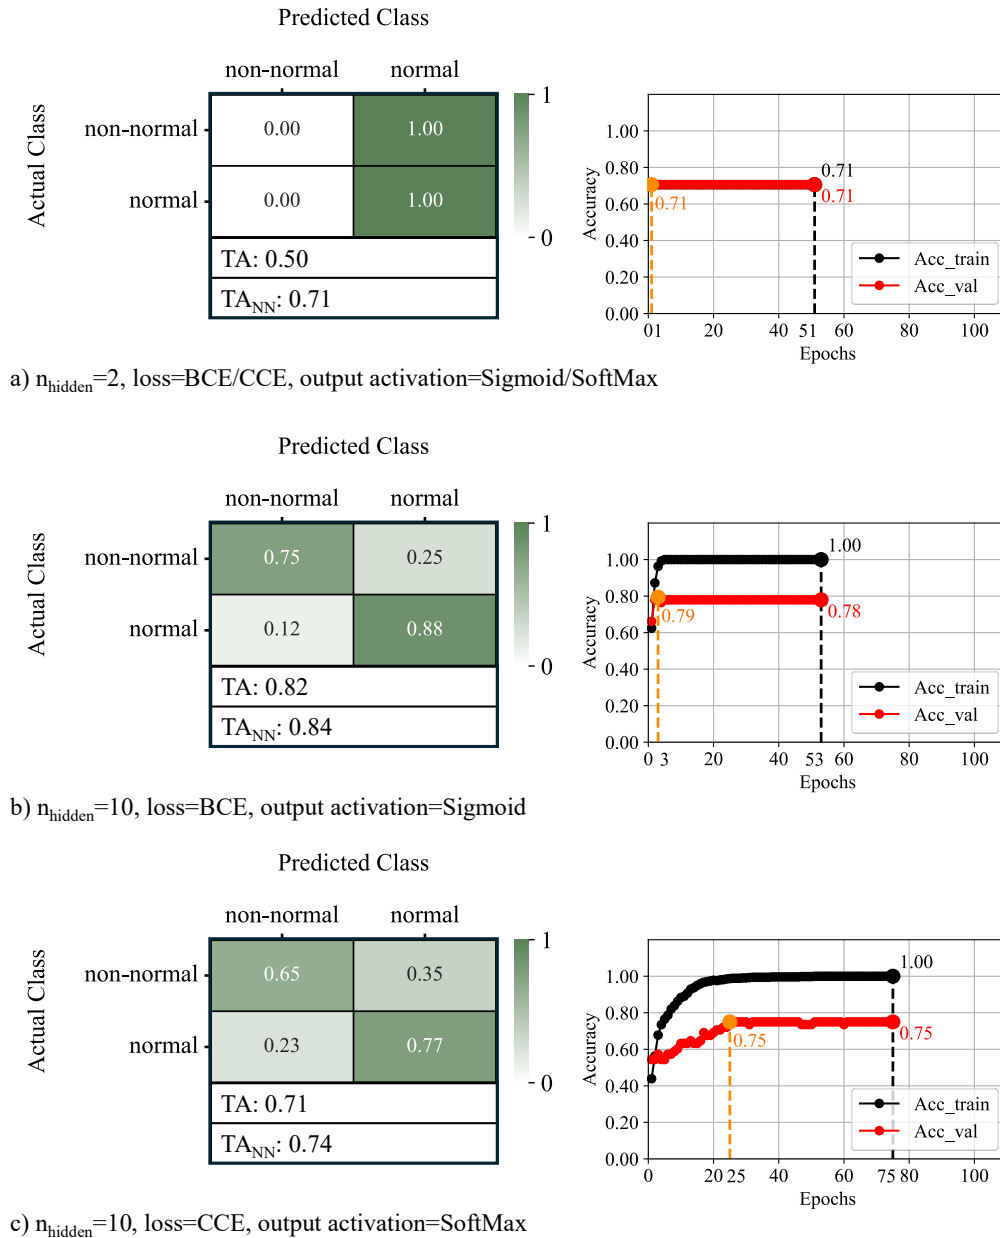 Predicted Class
non-normal normal
Actual Class
non-normal 0.00 1.00
normal 0.00 1.00
1
0
TA: 0.50
TA_NN: 0.71
Accuracy
1.00
0.80
0.60
0.40
0.20
0.00
0.71
0.71
0.71
Acc_train
Acc_val
0 1 20 40 51 60 80 100
Epochs
a) n_hidden=2, loss=BCE/CCE, output activation=Sigmoid/SoftMax
Predicted Class
non-normal normal
Actual Class
non-normal 0.75 0.25
normal 0.12 0.88
1
0
TA: 0.82
TA_NN: 0.84
Accuracy
1.00
0.80
0.60
0.40
0.20
0.00
1.00
0.79
0.78
Acc_train
Acc_val
0 3 20 40 53 60 80 100
Epochs
b) n_hidden=10, loss=BCE, output activation=Sigmoid
Predicted Class
non-normal normal
Actual Class
non-normal 0.65 0.35
normal 0.23 0.77
1
0
TA: 0.71
TA_NN: 0.74
Accuracy
1.00
0.80
0.60
0.40
0.20
0.00
1.00
0.75
0.75
Acc_train
Acc_val
0 20 25 40 60 75 80 100
Epochs
c) n_hidden=10, loss=CCE, output activation=SoftMax